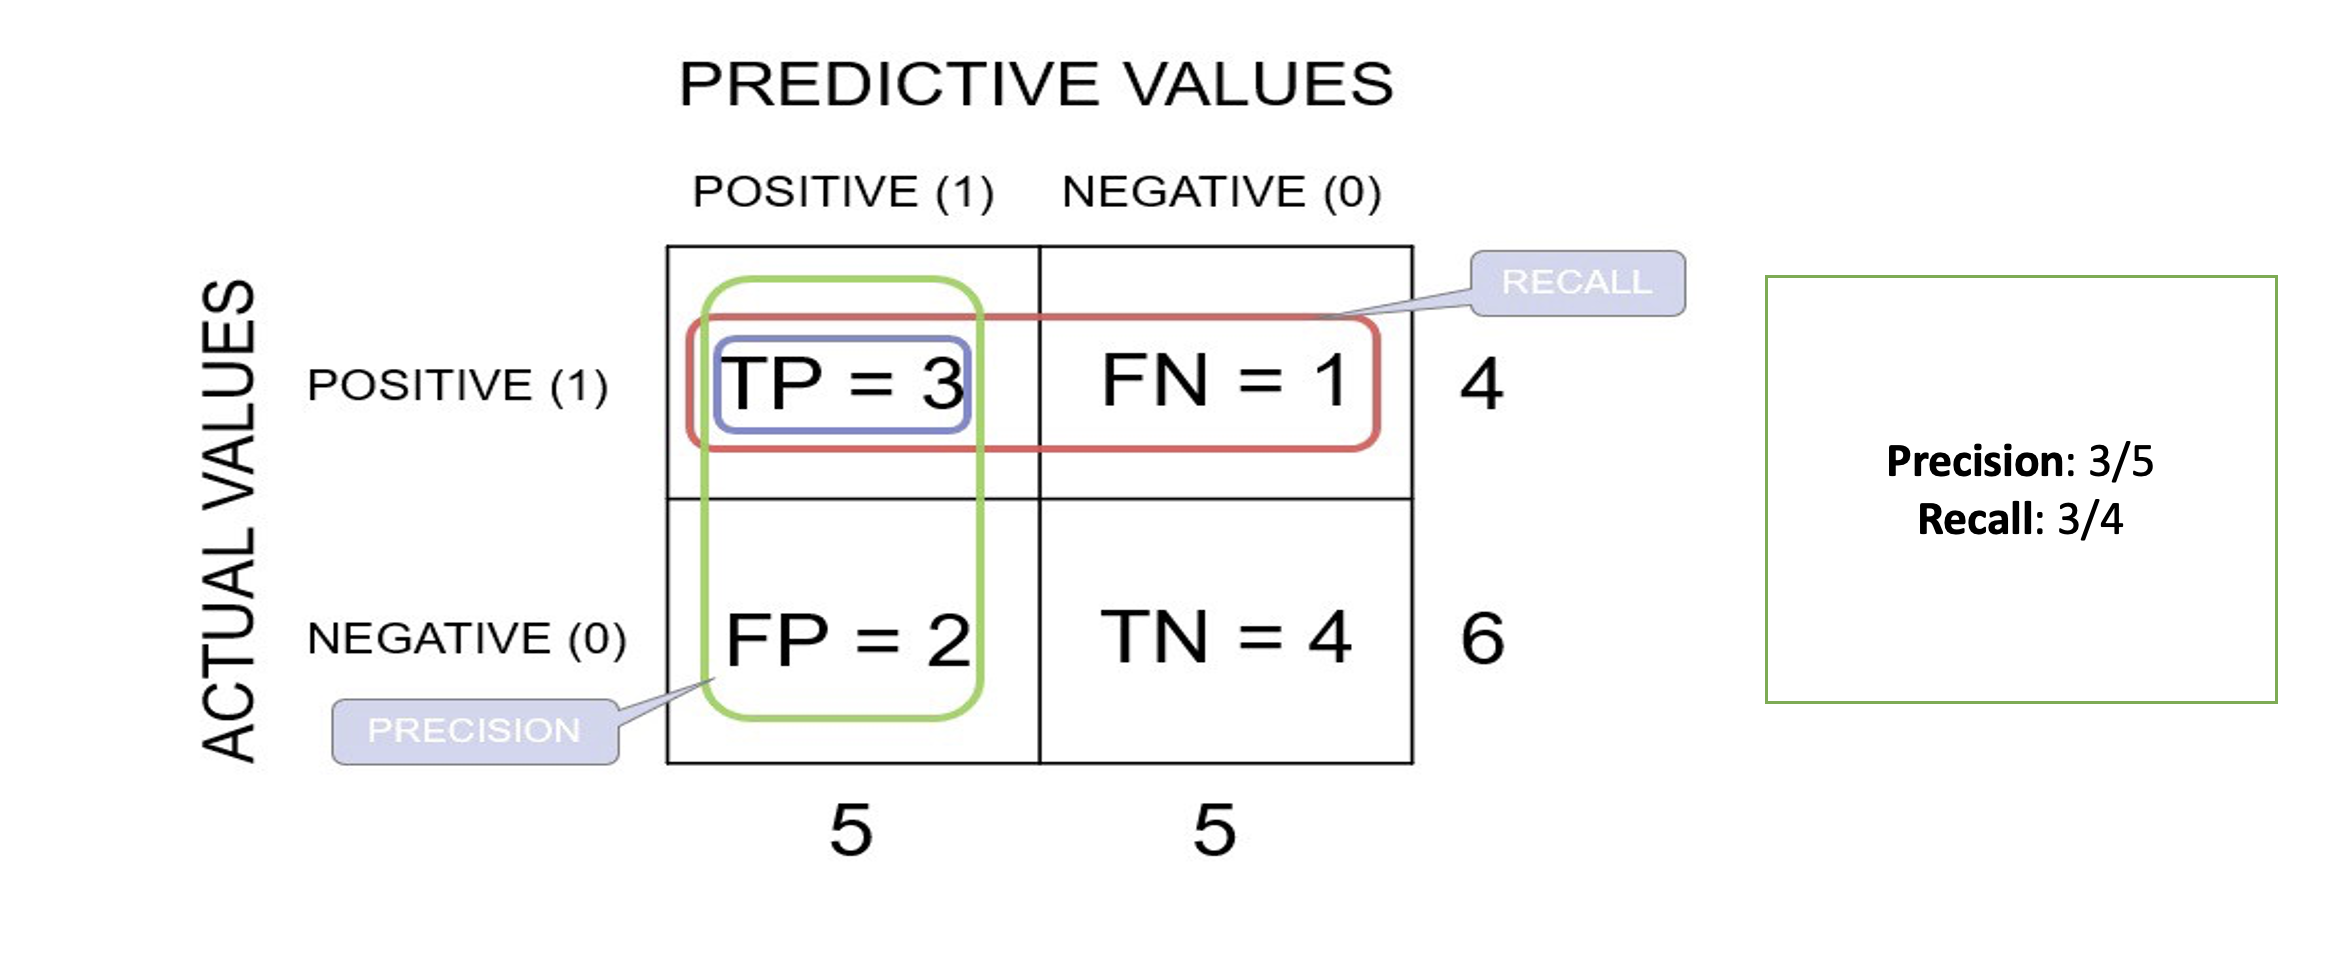 PREDICTIVE VALUES
POSITIVE (1) NEGATIVE (0)
RECALL
ACTUAL VALUES
POSITIVE (1) TP = 3 FN = 1 4
NEGATIVE (0) FP = 2 TN = 4 6
PRECISION
5 5
Precision: 3/5
Recall: 3/4